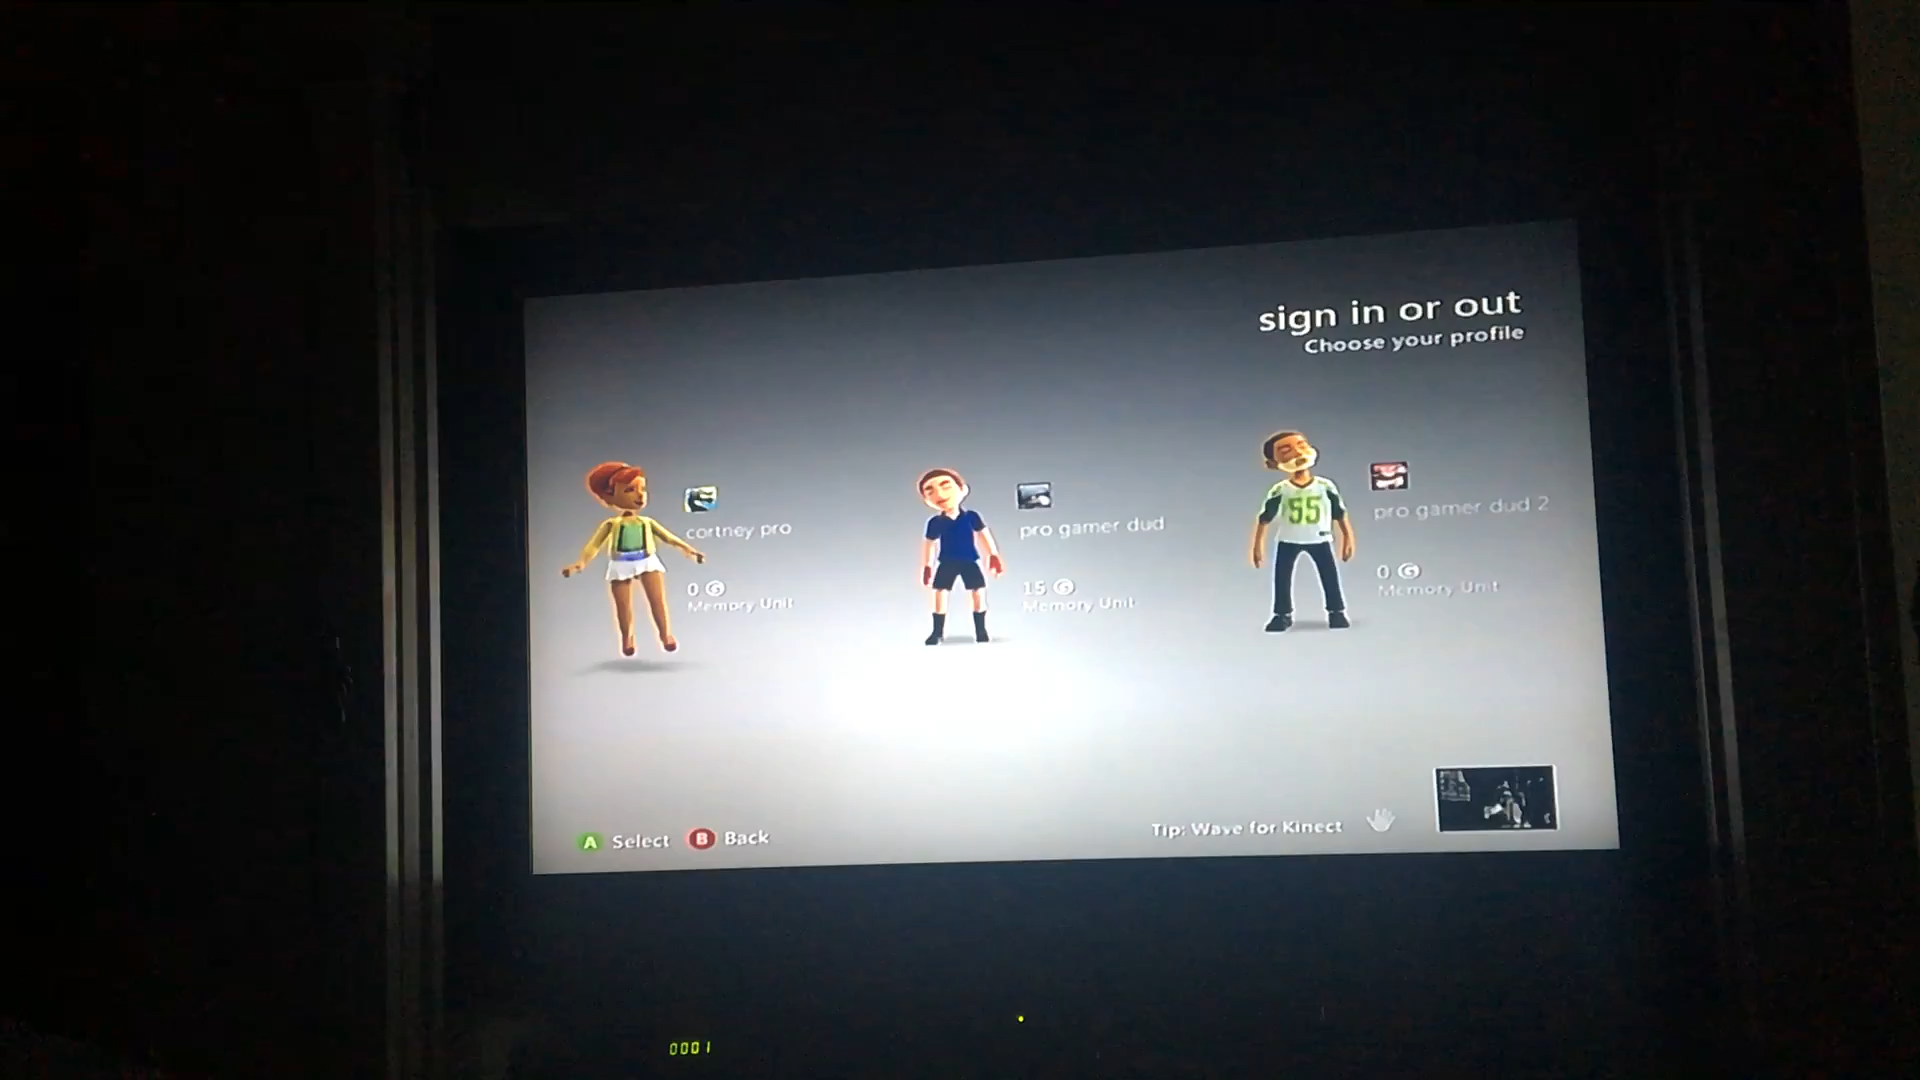 sign in or out
Choose your profile
cortney pro
0 G
Memory Unit
pro gamer dud
15 G
Memory Unit
55
pro gamer dud 2
0 G
Memory Unit
A Select B Back
Tip: Wave for Kinect
0001